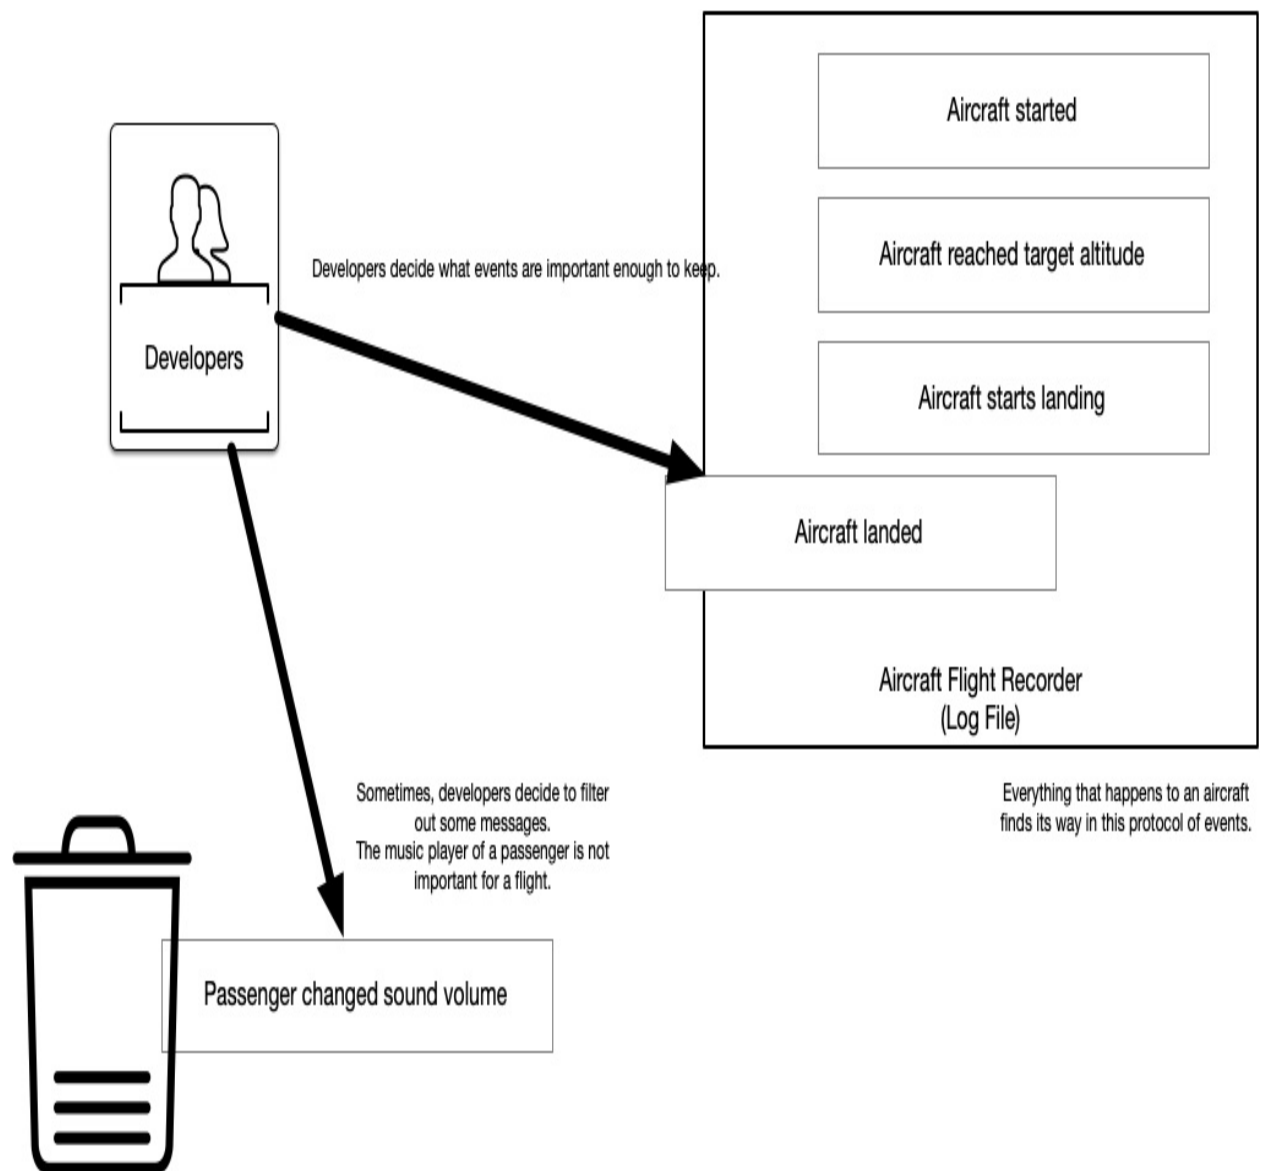 Aircraft started
Aircraft reached target altitude
Developers decide what events are important enough to keep.
Developers
Aircraft starts landing
Aircraft landed
Aircraft Flight Recorder
(Log File)
Sometimes, developers decide to filter
out some messages.
The music player of a passenger is not
important for a flight.
Everything that happens to an aircraft
finds its way in this protocol of events.
Passenger changed sound volume